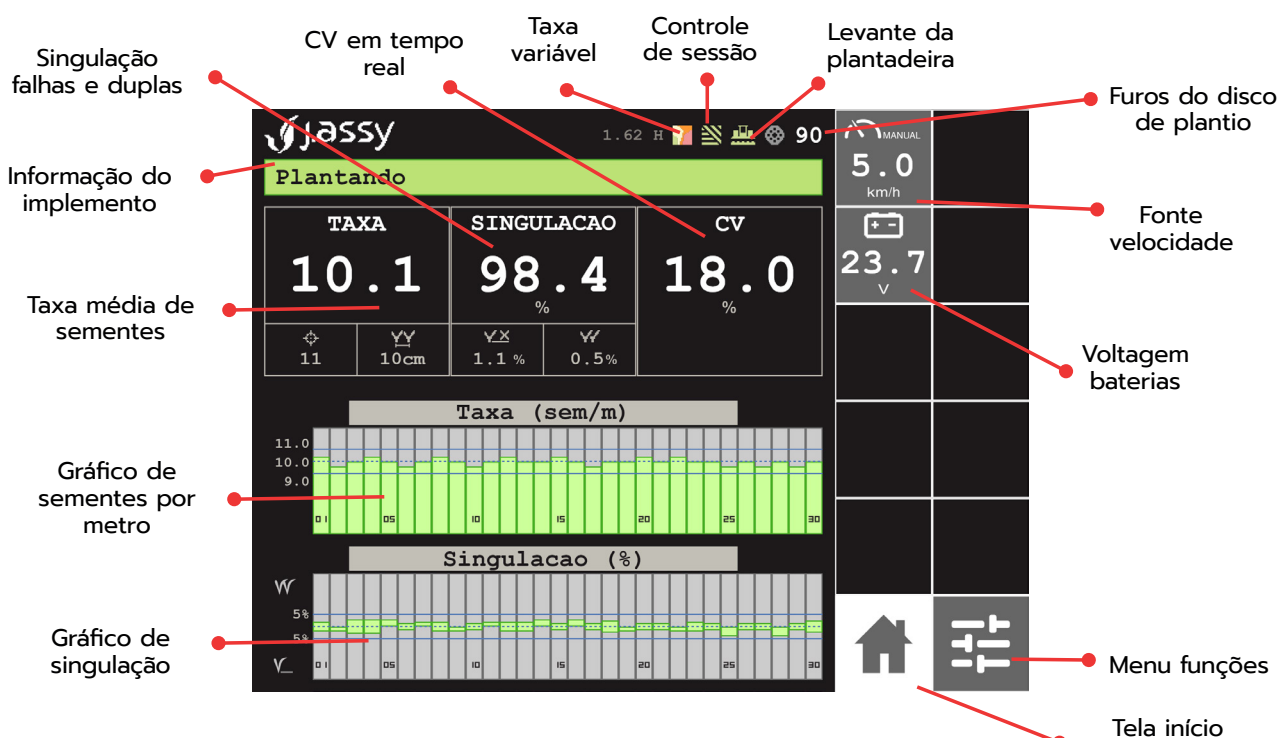 Singulação
falhas e duplas
CV em tempo
real
Taxa
variável
Controle
de sessão
Levante da
plantadeira
Furos do disco
de plantio
Informação do
implemento
Fonte
velocidade
Taxa média de
sementes
Voltagem
baterias
Gráfico de
sementes por
metro
Gráfico de
singulação
Menu funções
Tela início
J.assy
1.62 H
90
MANUAL
5.0
km/h
Plantando
TAXA
SINGULACAO
CV
10.1
98.4
%
18.0
%
11
10cm
1.1 %
0.5%
+ -
23.7
V
Taxa (sem/m)
11.0
10.0
9.0
01 05 10 15 20 25 30
Singulacao (%)
5%
5%
01 05 10 15 20 25 30